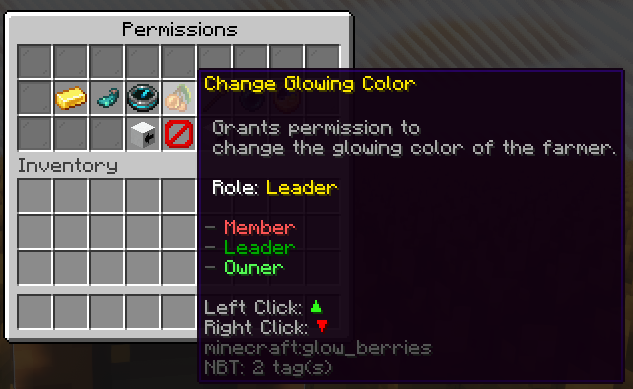 Permissions
Change Glowing Color
Grants permission to
change the glowing color of the farmer.
Role: Leader
- Member
- Leader
- Owner
Inventory
Left Click: ▲
Right Click: ▼
minecraft:glow_berries
NBT: 2 tag(s)